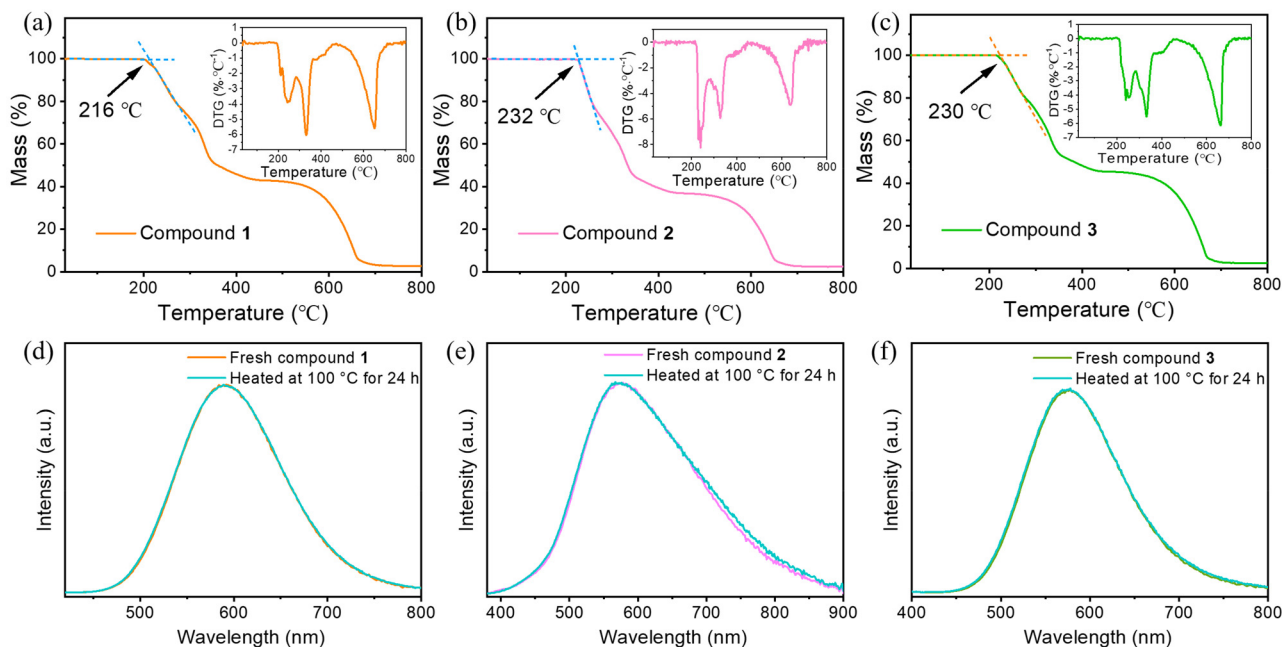 (a)
100
80
60
40
20
0
Mass (%)
216 ℃
Compound 1
200
400
600
800
Temperature (℃)
1
0
-1
-2
-3
-4
-5
-6
-7
DTG (%·℃⁻¹)
0
200
400
600
800
Temperature (℃)
(b)
100
80
60
40
20
0
Mass (%)
232 ℃
Compound 2
200
400
600
800
Temperature (℃)
0
-2
-4
-6
-8
DTG (%·℃⁻¹)
200
400
600
800
Temperature (℃)
(c)
100
80
60
40
20
0
Mass (%)
230 ℃
Compound 3
200
400
600
800
Temperature (℃)
1
0
-1
-2
-3
-4
-5
-6
-7
DTG (%·℃⁻¹)
0
200
400
600
800
Temperature (℃)
(d)
Fresh compound 1
Heated at 100 °C for 24 h
Intensity (a.u.)
500
600
700
800
Wavelength (nm)
(e)
Fresh compound 2
Heated at 100 °C for 24 h
Intensity (a.u.)
400
500
600
700
800
900
Wavelength (nm)
(f)
Fresh compound 3
Heated at 100 °C for 24 h
Intensity (a.u.)
400
500
600
700
800
Wavelength (nm)